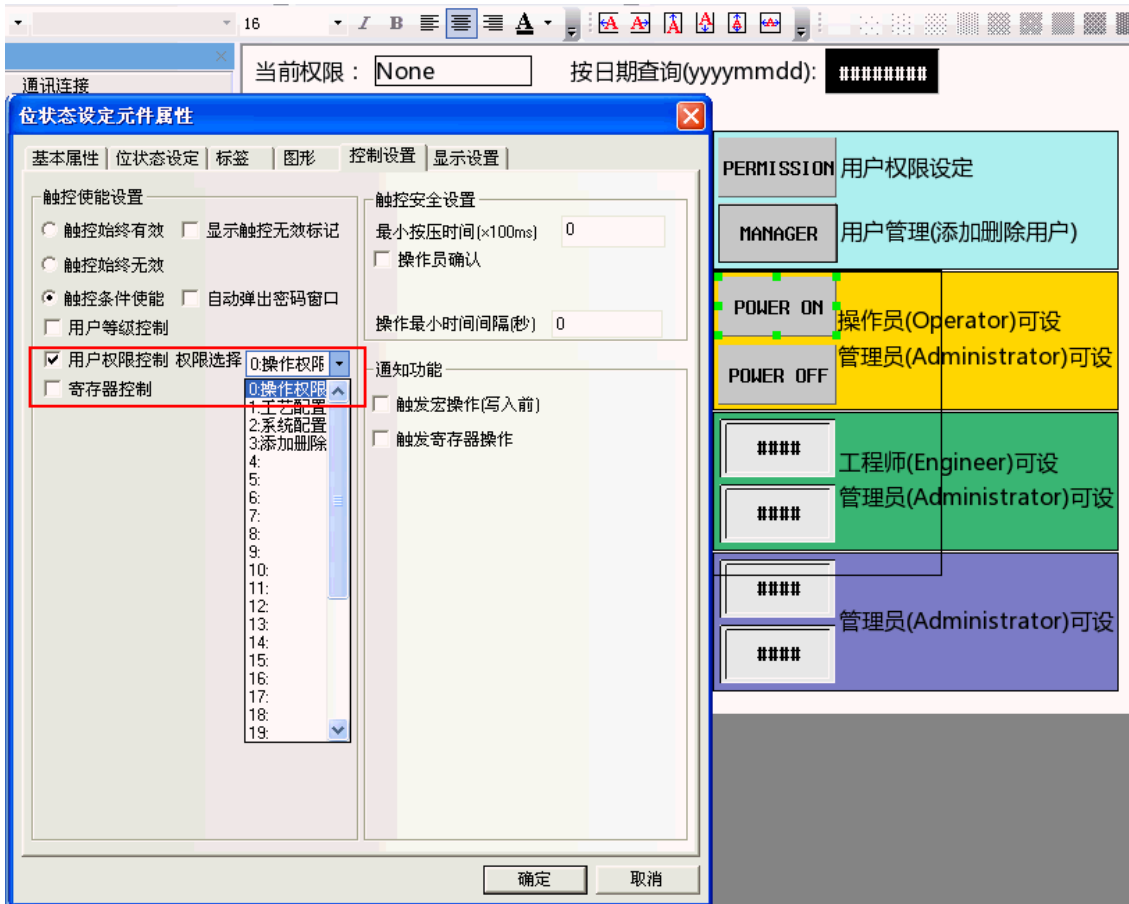 16 I B A
当前权限： None 按日期查询(yyyymmdd): ########
通讯连接
位状态设定元件属性
基本属性 位状态设定 标签 图形 控制设置 显示设置
触控使能设置
触控始终有效 显示触控无效标记
触控始终无效
触控条件使能 自动弹出密码窗口
用户等级控制
用户权限控制 权限选择 0:操作权限
寄存器控制
0:操作权限
1:工艺配置
2:系统配置
3:添加删除
4:
5:
6:
7:
8:
9:
10:
11:
12:
13:
14:
15:
16:
17:
18:
19:
触控安全设置
最小按压时间(×100ms) 0
操作员确认
操作最小时间间隔(秒) 0
通知功能
触发宏操作(写入前)
触发寄存器操作
确定 取消
PERMISSION 用户权限设定
MANAGER 用户管理(添加删除用户)
POWER ON 操作员(Operator)可设
管理员(Administrator)可设
POWER OFF
#### 工程师(Engineer)可设
管理员(Administrator)可设
####
####
管理员(Administrator)可设
####